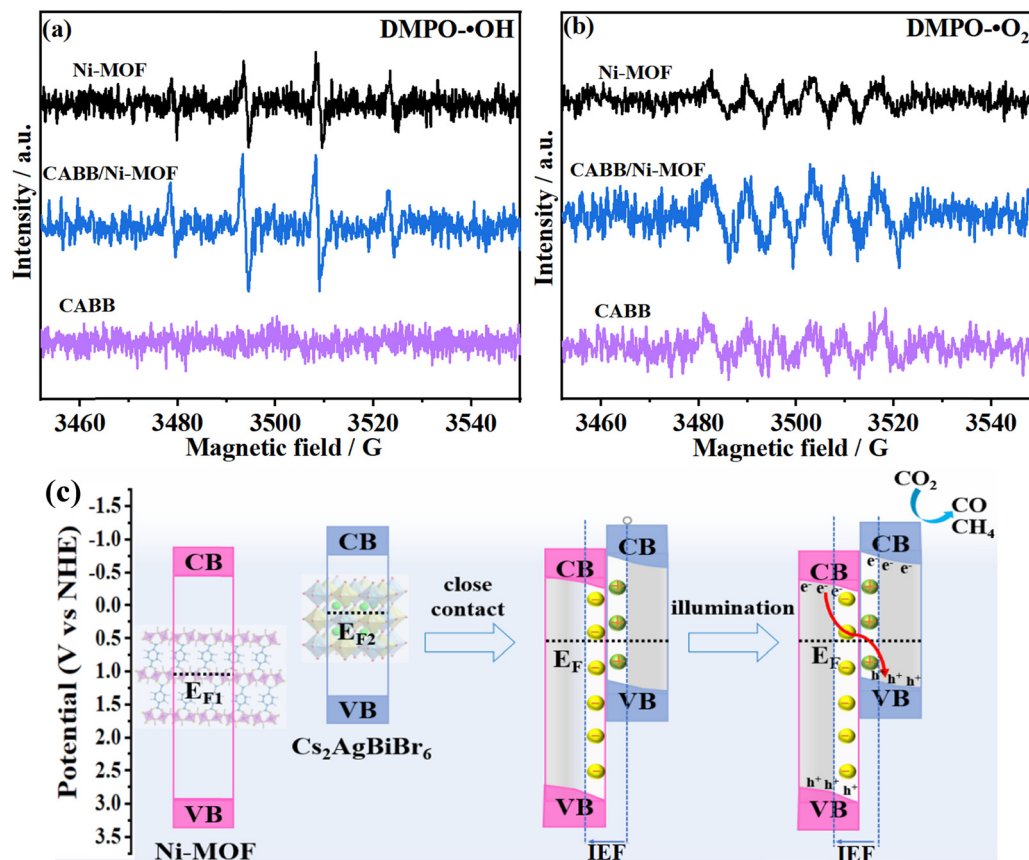 (a)
DMPO-•OH
Ni-MOF
CABB/Ni-MOF
CABB
Intensity / a.u.
3460 3480 3500 3520 3540
Magnetic field / G
(b)
DMPO-•O₂
Ni-MOF
CABB/Ni-MOF
CABB
Intensity / a.u.
3460 3480 3500 3520 3540
Magnetic field / G
(c)
Potential (V vs NHE)
-1.5
-1.0
-0.5
0.0
0.5
1.0
1.5
2.0
2.5
3.0
3.5
CB
E_F1
VB
Ni-MOF
CB
E_F2
VB
Cs₂AgBiBr₆
close
contact
CB
CB
E_F
VB
VB
IEF
illumination
CO₂
CO
CH₄
CB
e⁻ e⁻ e⁻
CB
e⁻ e⁻ e⁻
E_F
h⁺ h⁺ h⁺
VB
h⁺ h⁺ h⁺
VB
IEF